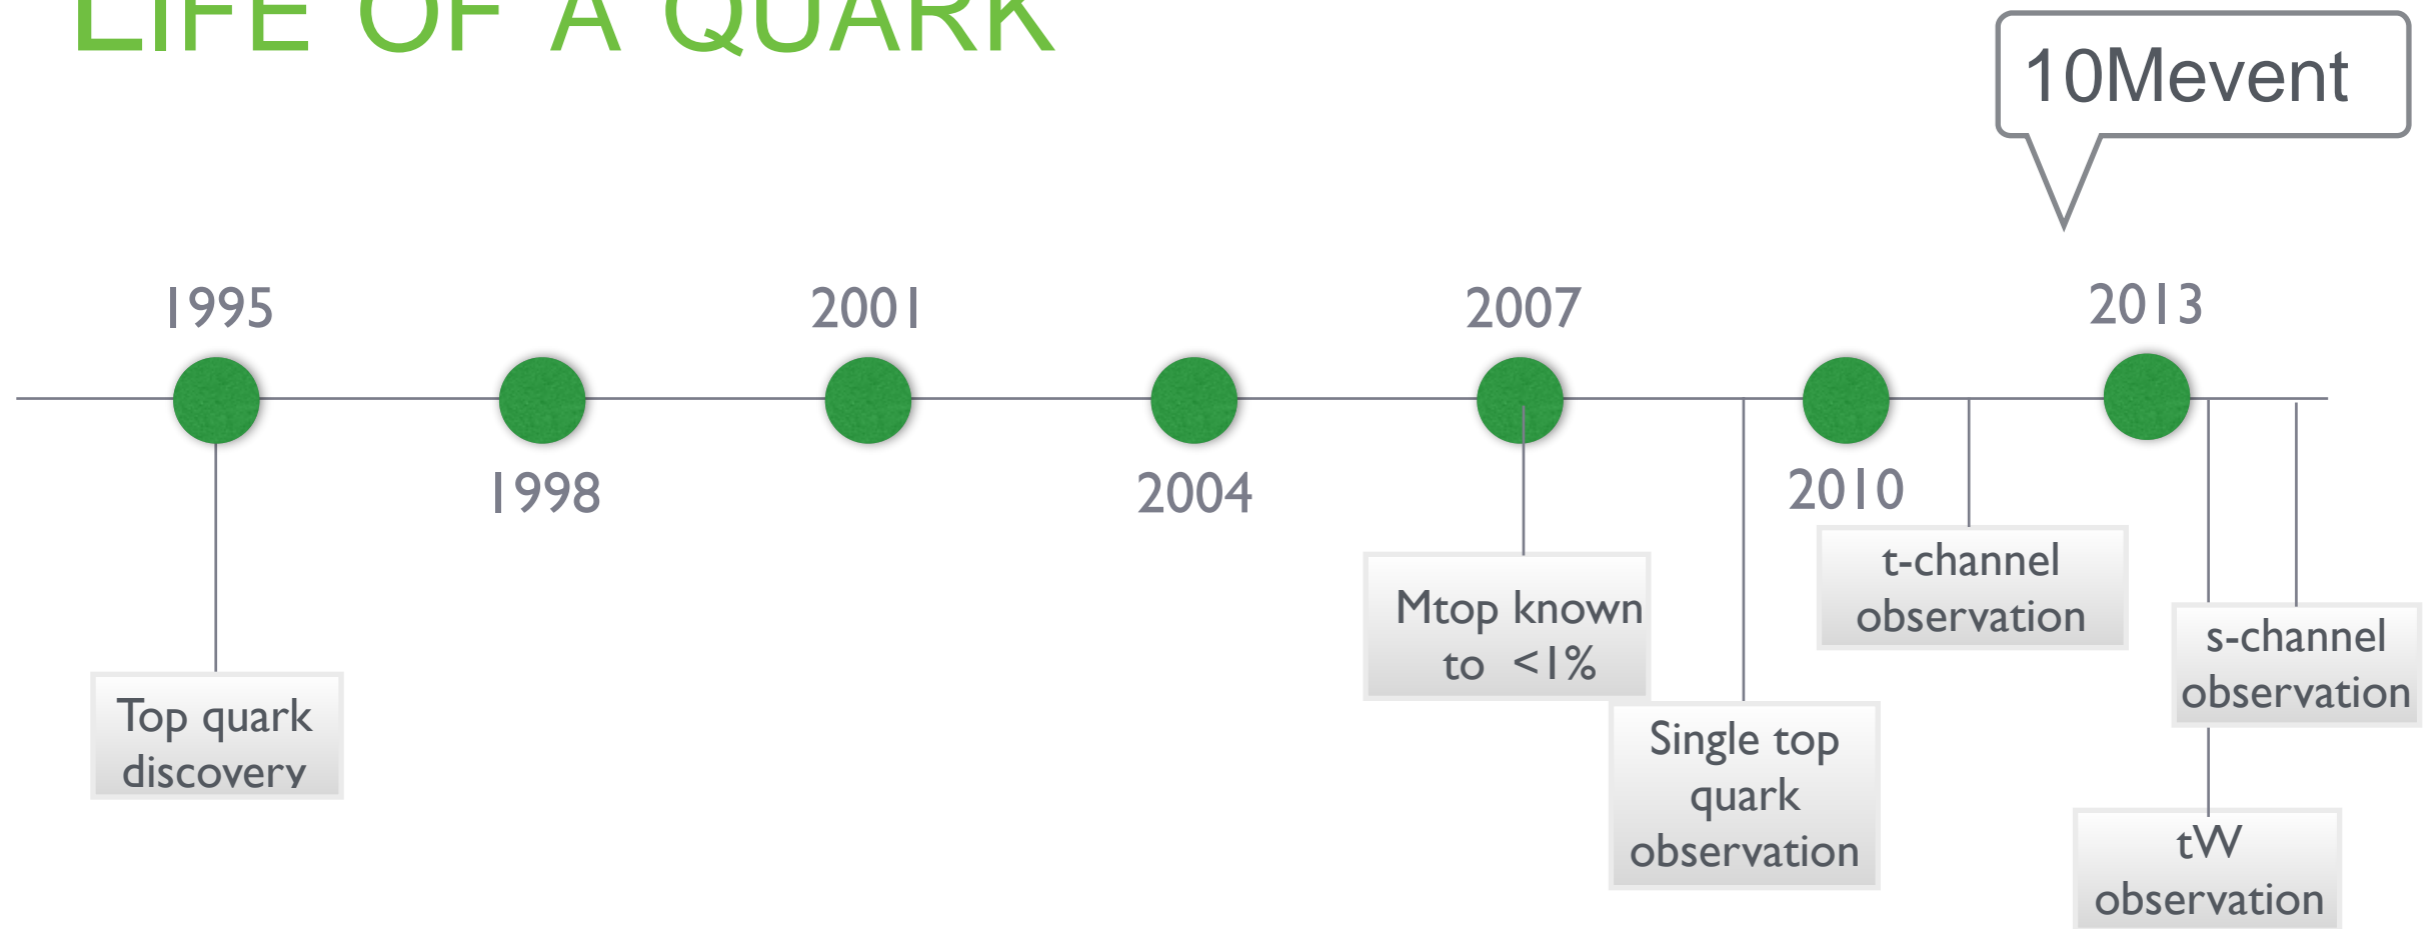 LIFE OF A QUARK
10Mevent
1995
2001
2007
2013
1998
2004
2010
t-channel
observation
Mtop known
to <1%
s-channel
observation
Top quark
discovery
Single top
quark
observation
tW
observation